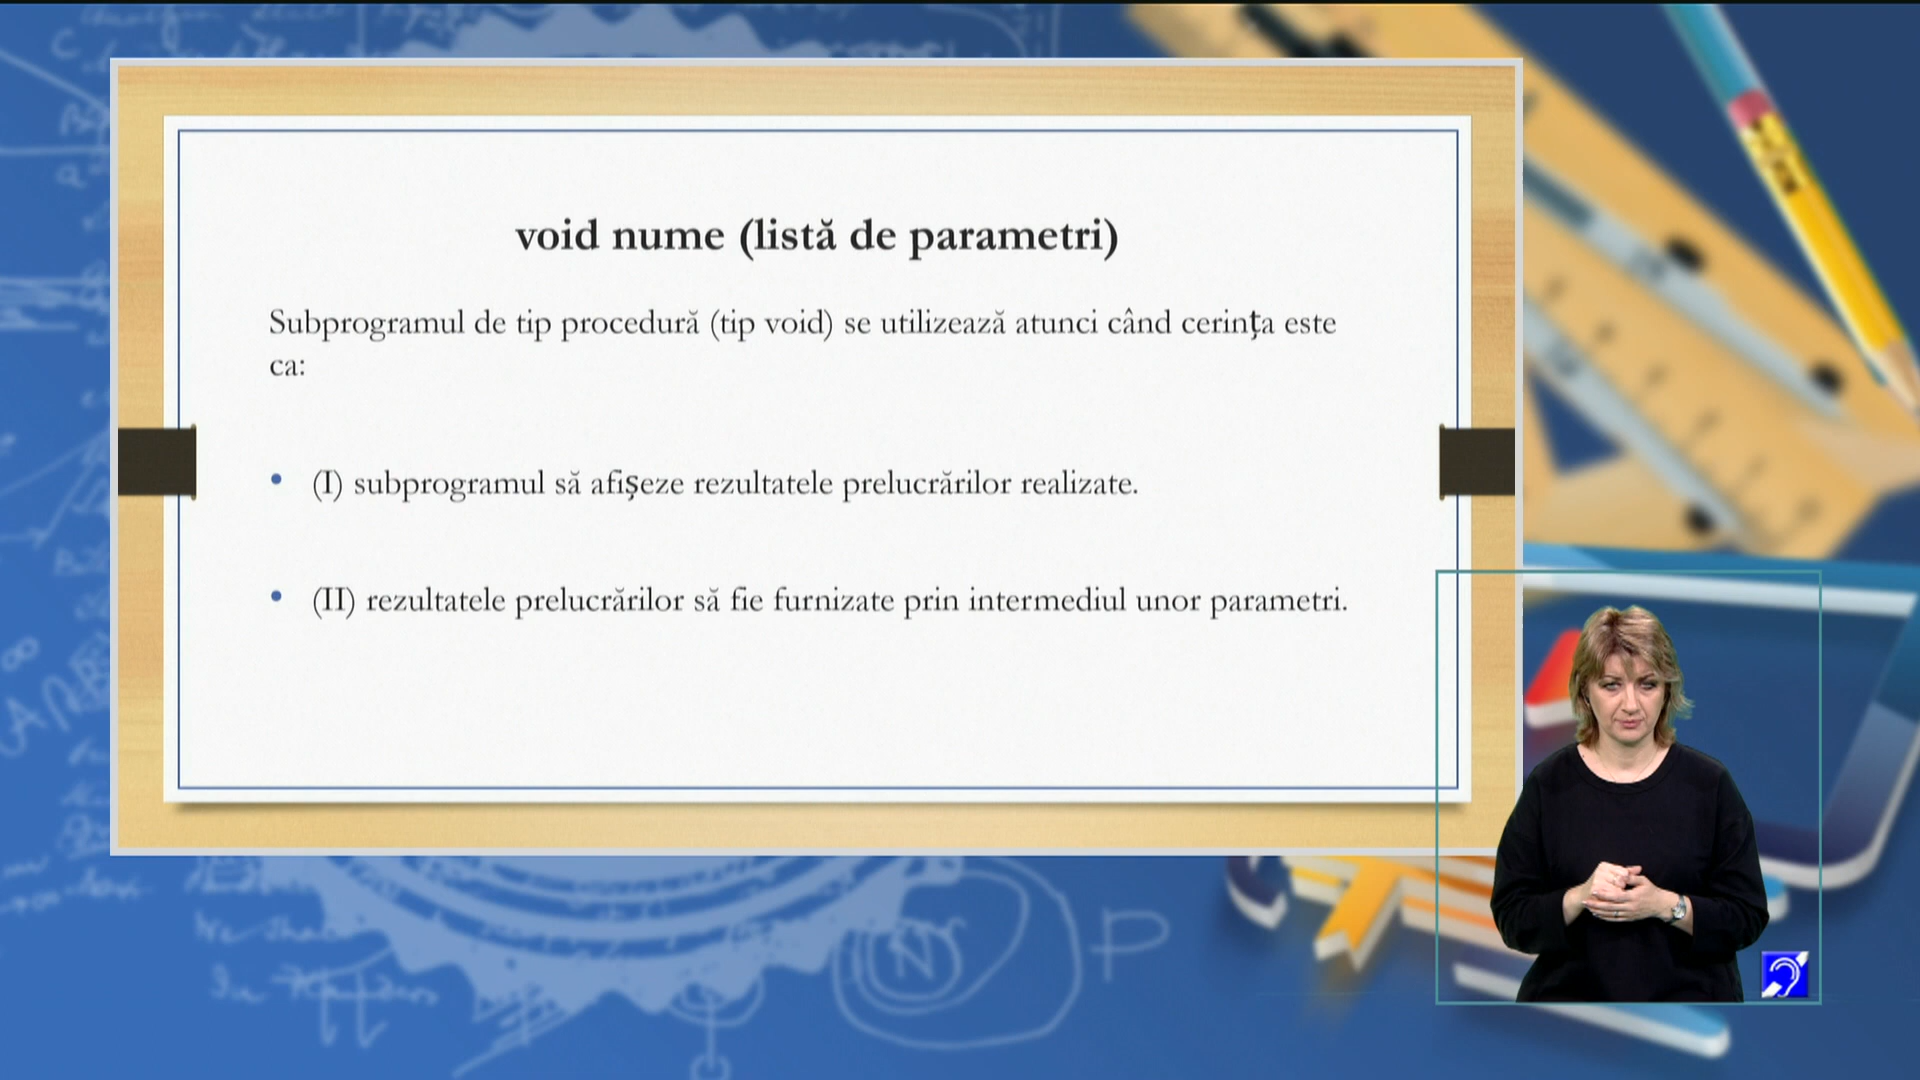 void nume (listă de parametri)
Subprogramul de tip procedură (tip void) se utilizează atunci când cerința este
ca:
• (I) subprogramul să afișeze rezultatele prelucrărilor realizate.
• (II) rezultatele prelucrărilor să fie furnizate prin intermediul unor parametri.
N
P